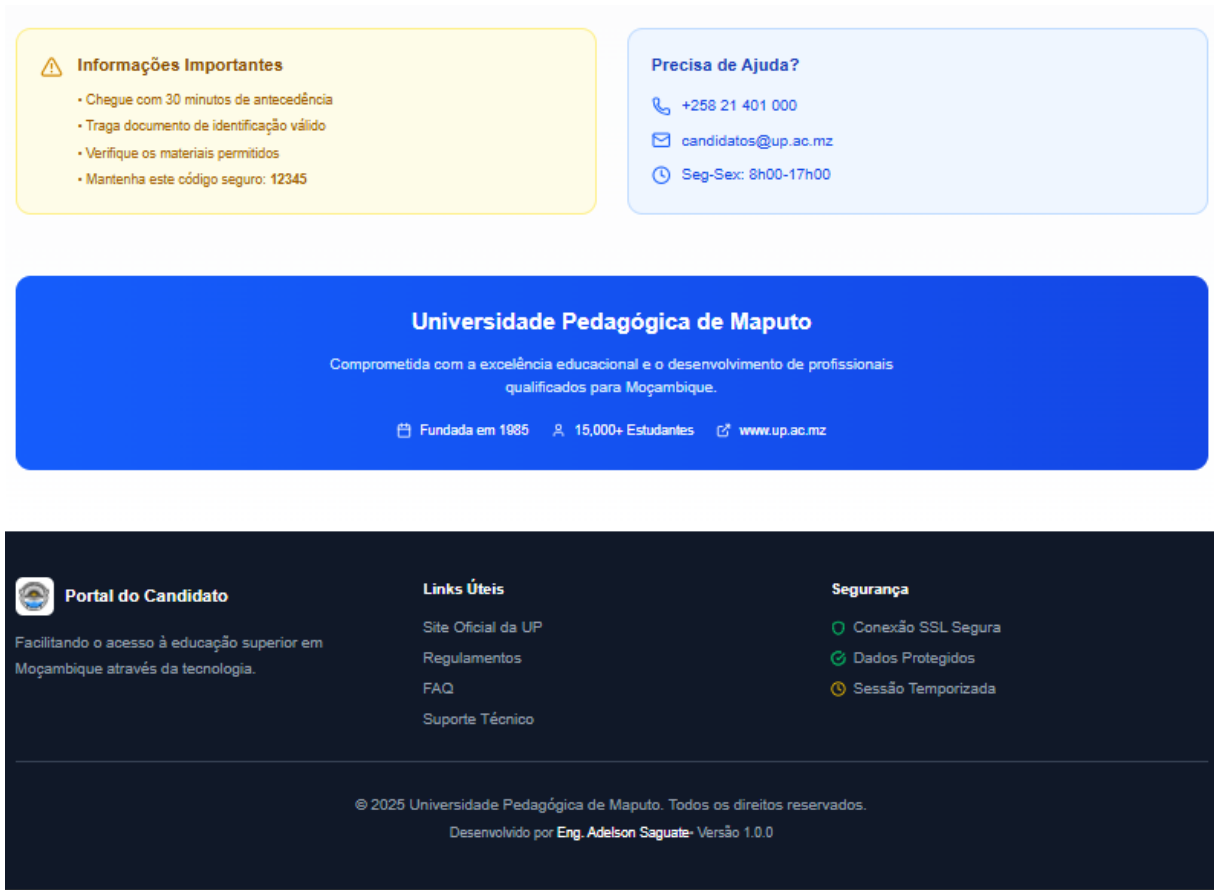 Informações Importantes
• Chegue com 30 minutos de antecedência
• Traga documento de identificação válido
• Verifique os materiais permitidos
• Mantenha este código seguro: 12345
Precisa de Ajuda?
+258 21 401 000
candidatos@up.ac.mz
Seg-Sex: 8h00-17h00
Universidade Pedagógica de Maputo
Comprometida com a excelência educacional e o desenvolvimento de profissionais
qualificados para Moçambique.
Fundada em 1985
15,000+ Estudantes
www.up.ac.mz
Portal do Candidato
Facilitando o acesso à educação superior em
Moçambique através da tecnologia.
Links Úteis
Site Oficial da UP
Regulamentos
FAQ
Suporte Técnico
Segurança
Conexão SSL Segura
Dados Protegidos
Sessão Temporizada
© 2025 Universidade Pedagógica de Maputo. Todos os direitos reservados.
Desenvolvido por Eng. Adelson Saguate• Versão 1.0.0